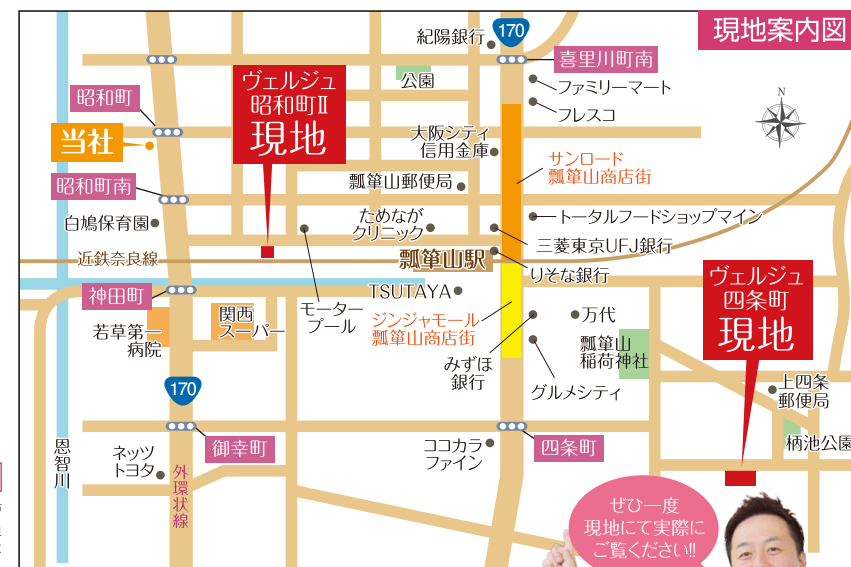 現地案内図
紀陽銀行
170
喜里川町南
公園
ファミリーマート
フレスコ
N
昭和町
ヴェルジュ
昭和町Ⅱ
現地
当社
大阪シティ
信用金庫
サンロード
瓢箪山商店街
昭和町南
瓢箪山郵便局
白鳩保育園
ためなが
クリニック
トータルフードショップマイン
三菱東京UFJ銀行
近鉄奈良線
瓢箪山駅
りそな銀行
神田町
TSUTAYA
ヴェルジュ
四条町
現地
モーター
プール
関西
スーパー
ジンジャモール
瓢箪山商店街
万代
若草第一
病院
瓢箪山
稲荷神社
みずほ
銀行
グルメシティ
上四条
郵便局
170
恩智川
ネッツ
トヨタ
外環状線
御幸町
ココカラ
ファイン
四条町
柄池公園
ぜひ一度
現地にて実際に
ご覧ください!!